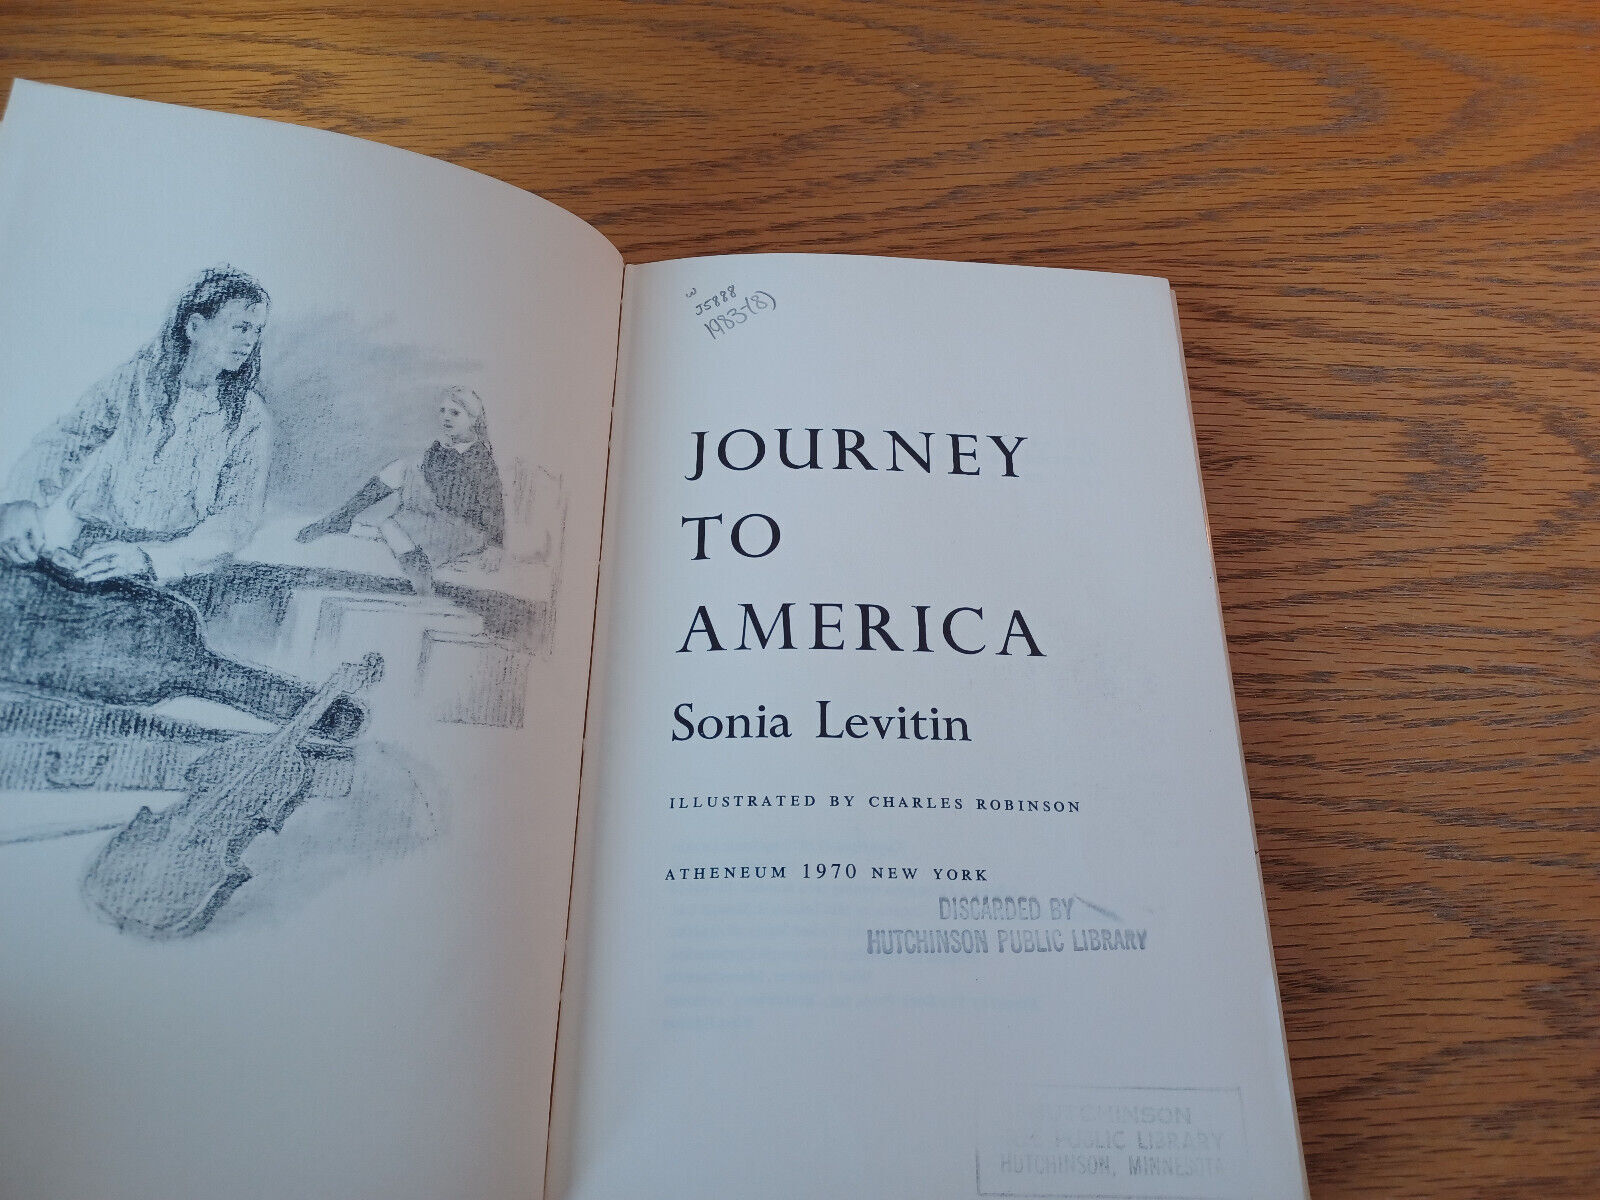 w
J5888
1983-(8)
JOURNEY
TO
AMERICA
Sonia Levitin
ILLUSTRATED BY CHARLES ROBINSON
ATHENEUM 1970 NEW YORK
DISCARDED BY
HUTCHINSON PUBLIC LIBRARY
HUTCHINSON
PUBLIC LIBRARY
HUTCHINSON, MINNESOTA